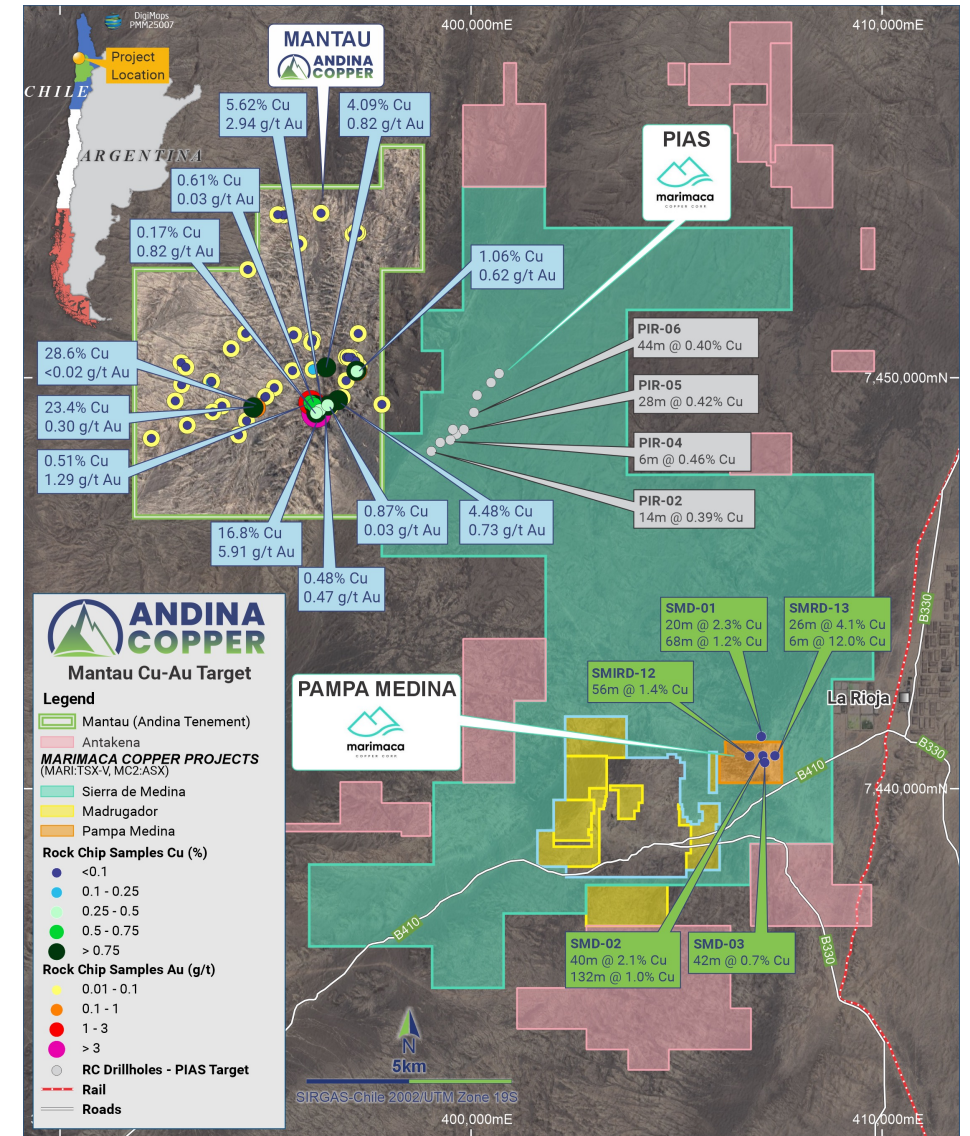 DigiMaps
PMM25007
400,000mE
410,000mE
Project
Location
CHILE
ARGENTINA
MANTAU
ANDINA
COPPER
5.62% Cu
2.94 g/t Au
4.09% Cu
0.82 g/t Au
PIAS
marimaca
COPPER CORP
0.61% Cu
0.03 g/t Au
0.17% Cu
0.82 g/t Au
1.06% Cu
0.62 g/t Au
PIR-06
44m @ 0.40% Cu
28.6% Cu
<0.02 g/t Au
7,450,000mN
PIR-05
28m @ 0.42% Cu
23.4% Cu
0.30 g/t Au
PIR-04
6m @ 0.46% Cu
0.51% Cu
1.29 g/t Au
PIR-02
14m @ 0.39% Cu
16.8% Cu
5.91 g/t Au
0.87% Cu
0.03 g/t Au
4.48% Cu
0.73 g/t Au
0.48% Cu
0.47 g/t Au
SMD-01
20m @ 2.3% Cu
68m @ 1.2% Cu
SMRD-13
26m @ 4.1% Cu
6m @ 12.0% Cu
B330
SMIRD-12
56m @ 1.4% Cu
La Rioja
PAMPA MEDINA
marimaca
COPPER CORP
B330
B410
7,440,000mN
B410
B330
SMD-02
40m @ 2.1% Cu
132m @ 1.0% Cu
SMD-03
42m @ 0.7% Cu
ANDINA
COPPER
Mantau Cu-Au Target
Legend
Mantau (Andina Tenement)
Antakena
MARIMACA COPPER PROJECTS
(MARI:TSX-V, MC2:ASX)
Sierra de Medina
Madrugador
Pampa Medina
Rock Chip Samples Cu (%)
<0.1
0.1 - 0.25
0.25 - 0.5
0.5 - 0.75
> 0.75
Rock Chip Samples Au (g/t)
0.01 - 0.1
0.1 - 1
1 - 3
> 3
RC Drillholes - PIAS Target
Rail
Roads
N
5km
SIRGAS-Chile 2002/UTM Zone 19S
400,000mE
410,000mE